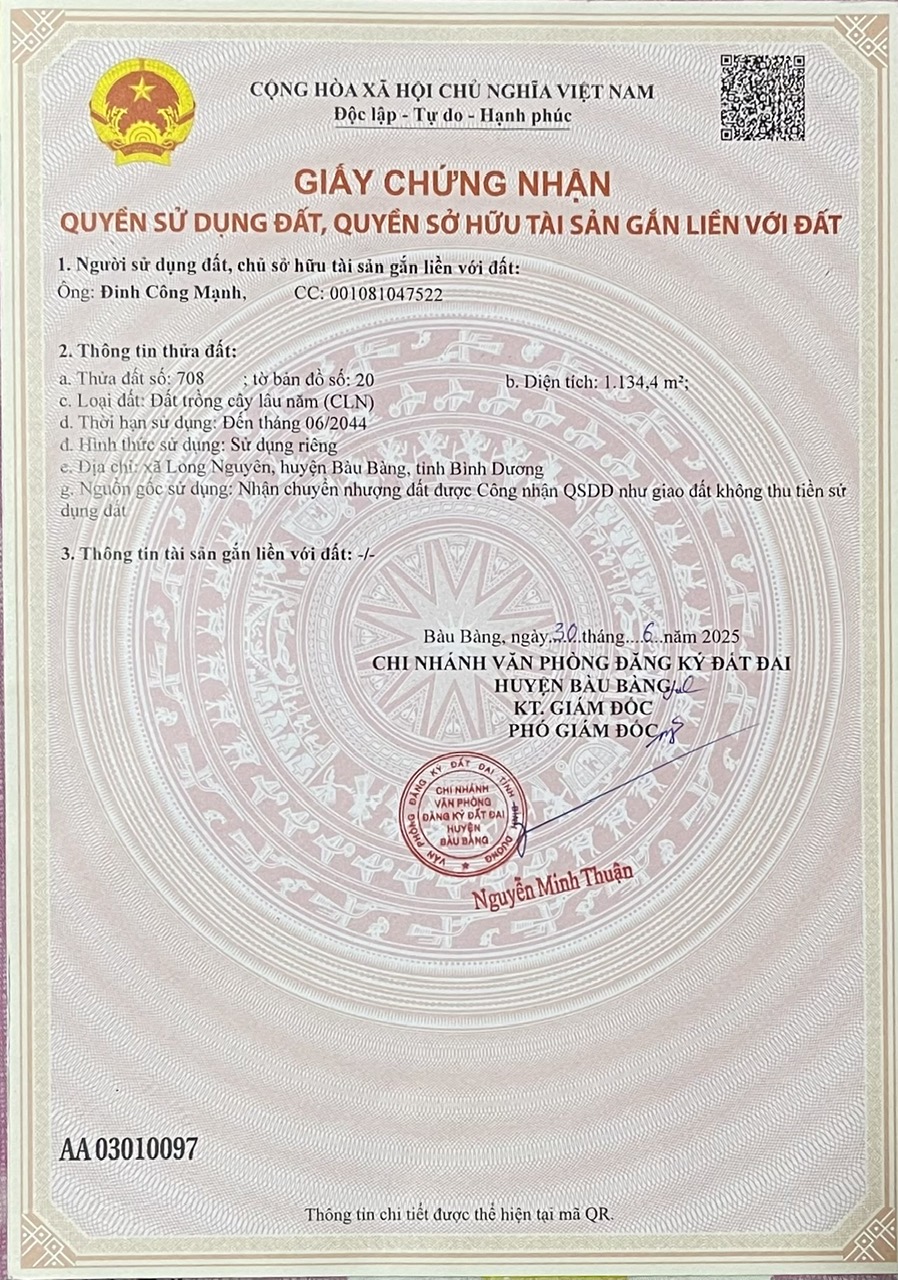 CỘNG HÒA XÃ HỘI CHỦ NGHĨA VIỆT NAM
Độc lập - Tự do - Hạnh phúc
GIẤY CHỨNG NHẬN
QUYỀN SỬ DỤNG ĐẤT, QUYỀN SỞ HỮU TÀI SẢN GẮN LIỀN VỚI ĐẤT
1. Người sử dụng đất, chủ sở hữu tài sản gắn liền với đất:
Ông: Đinh Công Mạnh, CC: 001081047522
2. Thông tin thửa đất:
a. Thửa đất số: 708 ; tờ bản đồ số: 20 b. Diện tích: 1.134,4 m²;
c. Loại đất: Đất trồng cây lâu năm (CLN)
d. Thời hạn sử dụng: Đến tháng 06/2044
đ. Hình thức sử dụng: Sử dụng riêng
e. Địa chỉ: xã Long Nguyên, huyện Bàu Bàng, tỉnh Bình Dương
g. Nguồn gốc sử dụng: Nhận chuyển nhượng đất được Công nhận QSDĐ như giao đất không thu tiền sử
dụng đất
3. Thông tin tài sản gắn liền với đất: -/-
Bàu Bàng, ngày..30..tháng....6...năm 2025
CHI NHÁNH VĂN PHÒNG ĐĂNG KÝ ĐẤT ĐAI
HUYỆN BÀU BÀNG
KT. GIÁM ĐỐC
PHÓ GIÁM ĐỐC
VĂN PHÒNG ĐĂNG KÝ ĐẤT ĐAI TỈNH BÌNH DƯƠNG
CHI NHÁNH
VĂN PHÒNG
ĐĂNG KÝ ĐẤT ĐAI
HUYỆN
BÀU BÀNG
Nguyễn Minh Thuận
AA 03010097
Thông tin chi tiết được thể hiện tại mã QR.